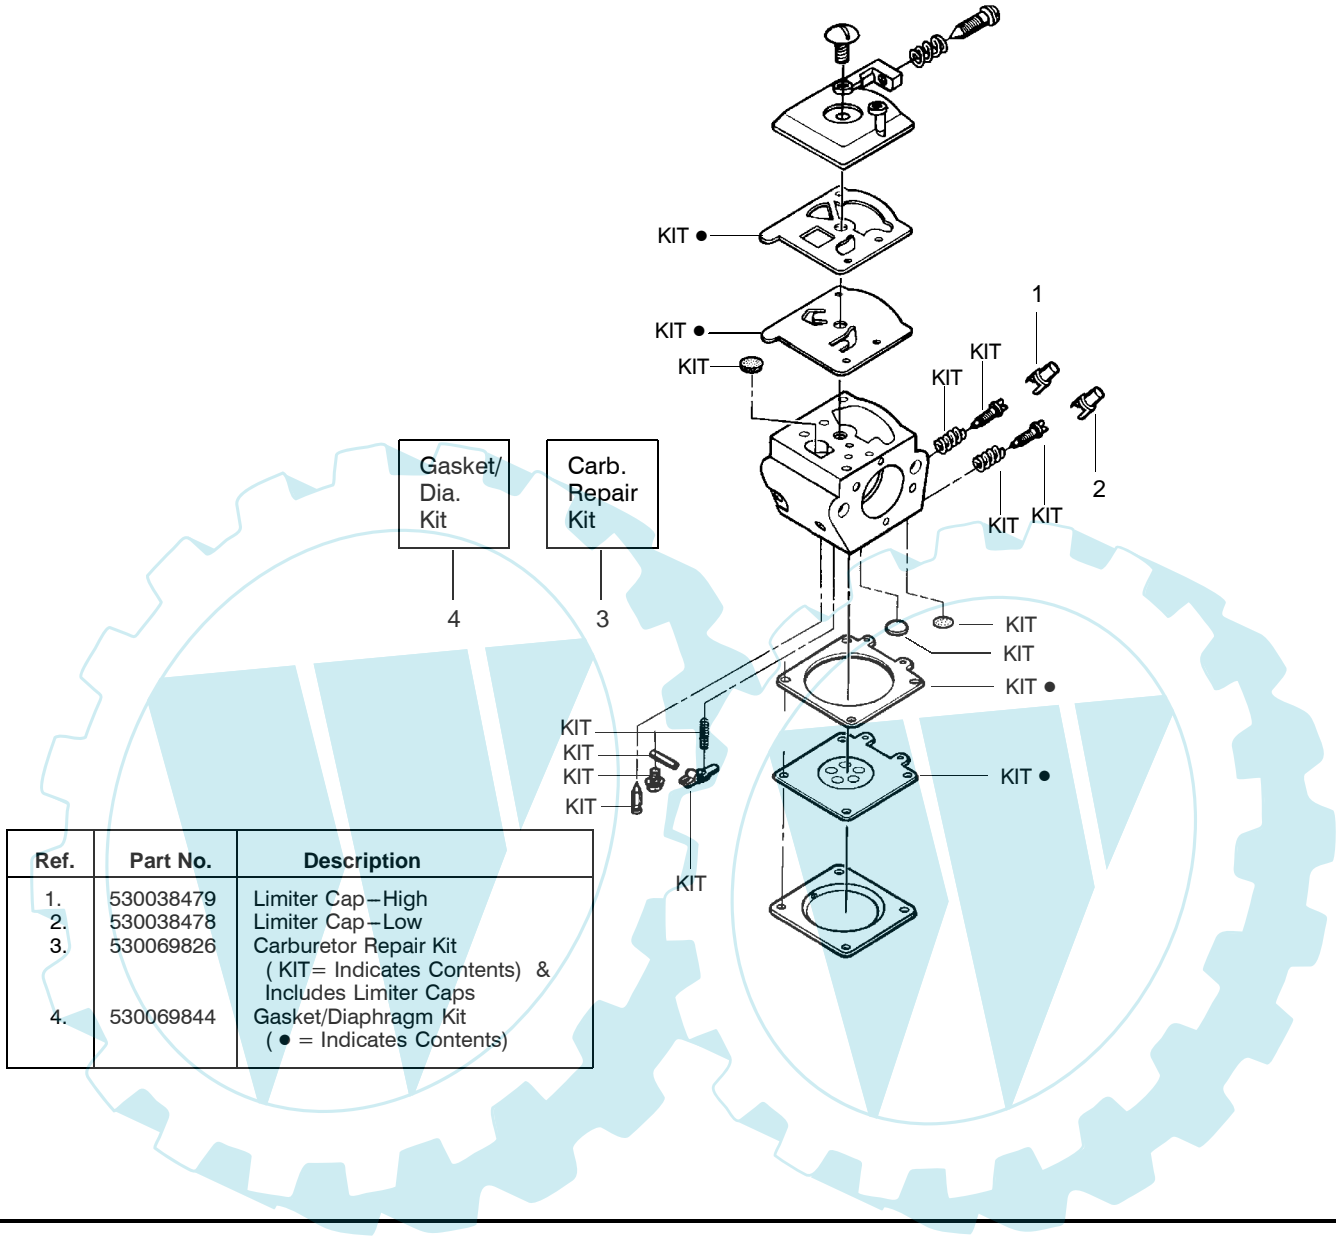 KIT ●
KIT ●
KIT
1
KIT
KIT
2
KIT
KIT
Gasket/
Dia.
Kit
4
Carb.
Repair
Kit
3
KIT
KIT
KIT ●
KIT
KIT
KIT
KIT
KIT ●
KIT
Ref. Part No. Description
1. 530038479 Limiter Cap–High
2. 530038478 Limiter Cap–Low
3. 530069826 Carburetor Repair Kit
( KIT= Indicates Contents) &
Includes Limiter Caps
4. 530069844 Gasket/Diaphragm Kit
( ● = Indicates Contents)